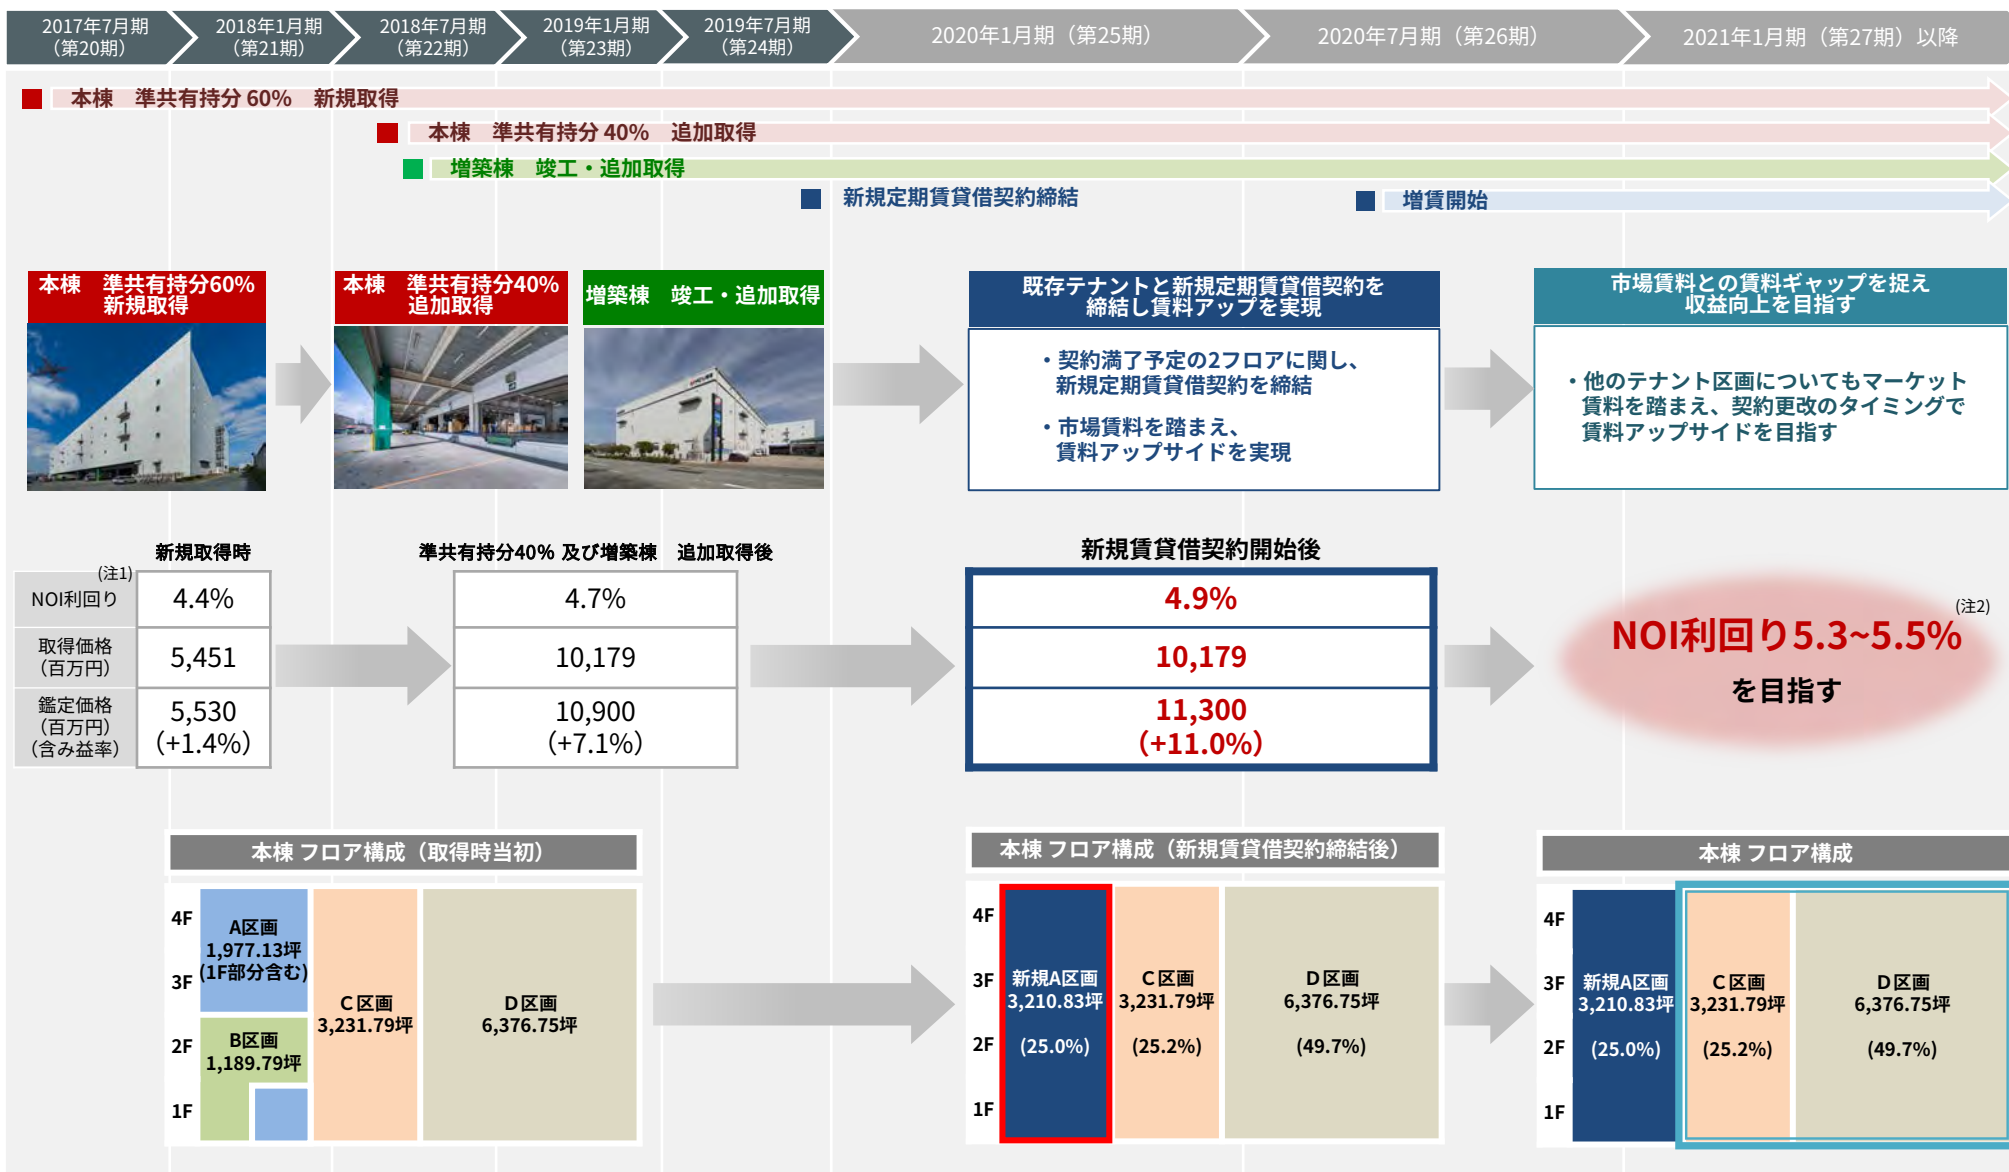 2017年7月期
（第20期）
2018年1月期
（第21期）
2018年7月期
（第22期）
2019年1月期
（第23期）
2019年7月期
（第24期）
2020年1月期（第25期）
2020年7月期（第26期）
2021年1月期（第27期）以降
本棟　準共有持分 60%　新規取得
本棟　準共有持分 40%　追加取得
増築棟　竣工・追加取得
新規定期賃貸借契約締結
増賃開始
本棟　準共有持分60%
新規取得
本棟　準共有持分40%
追加取得
増築棟　竣工・追加取得
既存テナントと新規定期賃貸借契約を
締結し賃料アップを実現
・契約満了予定の2フロアに関し、
新規定期賃貸借契約を締結
・市場賃料を踏まえ、
賃料アップサイドを実現
市場賃料との賃料ギャップを捉え
収益向上を目指す
・他のテナント区画についてもマーケット
賃料を踏まえ、契約更改のタイミングで
賃料アップサイドを目指す
新規取得時
準共有持分40% 及び増築棟　追加取得後
新規賃貸借契約開始後
(注1)
NOI利回り
4.4%
4.7%
4.9%
取得価格
（百万円）
5,451
10,179
10,179
鑑定価格
（百万円）
（含み益率）
5,530
（+1.4%）
10,900
（+7.1%）
11,300
（+11.0%）
(注2)
NOI利回り5.3~5.5%
を目指す
本棟 フロア構成（取得時当初）
4F
3F
2F
1F
A区画
1,977.13坪
(1F部分含む)
B区画
1,189.79坪
C区画
3,231.79坪
D区画
6,376.75坪
本棟 フロア構成（新規賃貸借契約締結後）
4F
3F
2F
1F
新規A区画
3,210.83坪
(25.0%)
C区画
3,231.79坪
(25.2%)
D区画
6,376.75坪
(49.7%)
本棟 フロア構成
4F
3F
2F
1F
新規A区画
3,210.83坪
(25.0%)
C区画
3,231.79坪
(25.2%)
D区画
6,376.75坪
(49.7%)